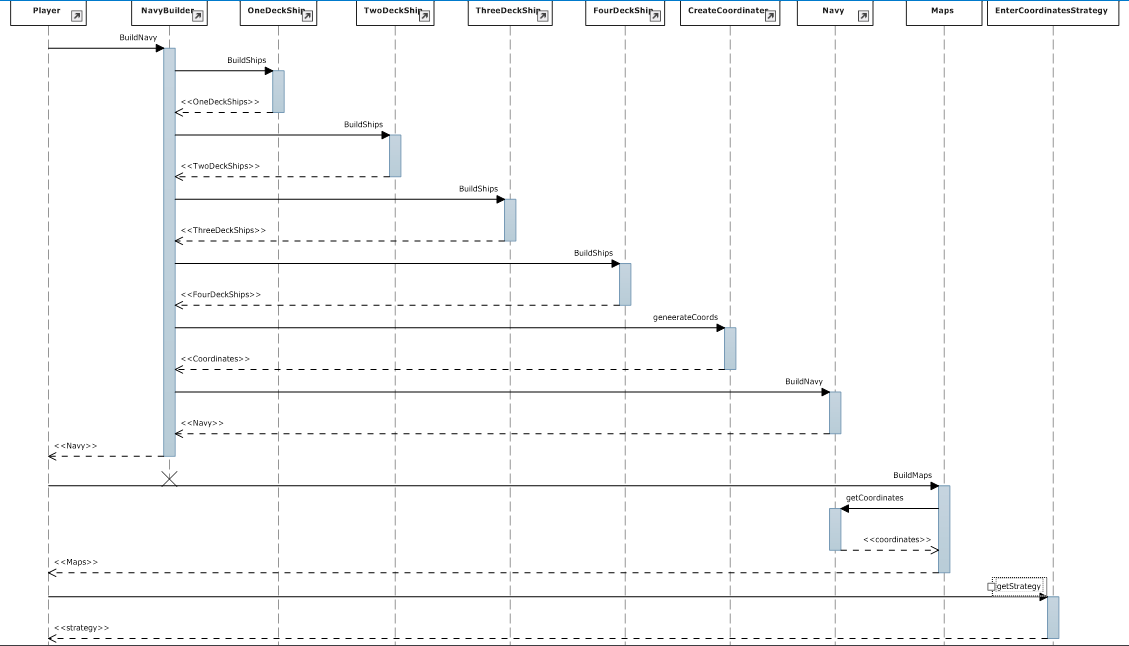 Player NavyBuilder OneDeckShip TwoDeckShip ThreeDeckShip FourDeckShip CreateCoordinates Navy Maps EnterCoordinatesStrategy
BuildNavy
BuildShips
<<OneDeckShips>>
BuildShips
<<TwoDeckShips>>
BuildShips
<<ThreeDeckShips>>
BuildShips
<<FourDeckShips>>
geneerateCoords
<<Coordinates>>
BuildNavy
<<Navy>>
<<Navy>>
BuildMaps
getCoordinates
<<coordinates>>
<<Maps>>
getStrategy
<<strategy>>